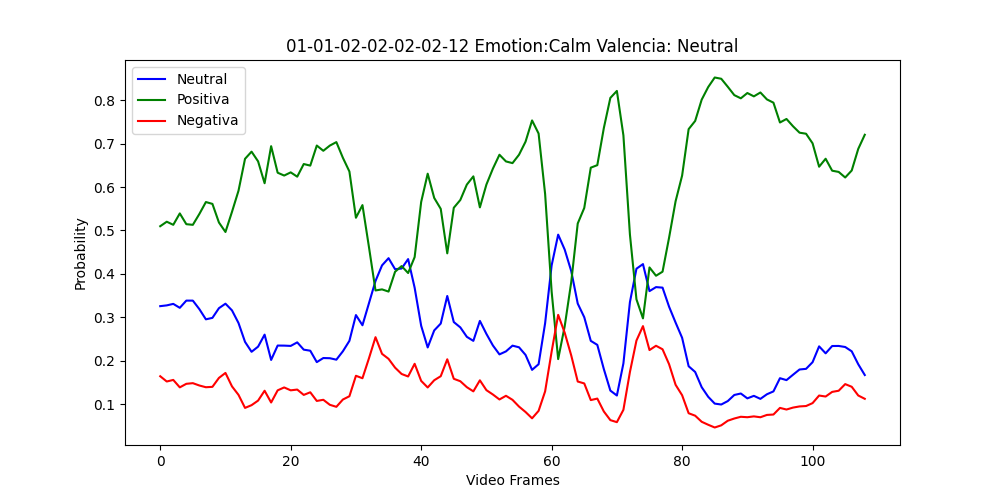 01-01-02-02-02-02-12 Emotion:Calm Valencia: Neutral
Neutral
Positiva
Negativa
Probability
0.8
0.7
0.6
0.5
0.4
0.3
0.2
0.1
0 20 40 60 80 100
Video Frames